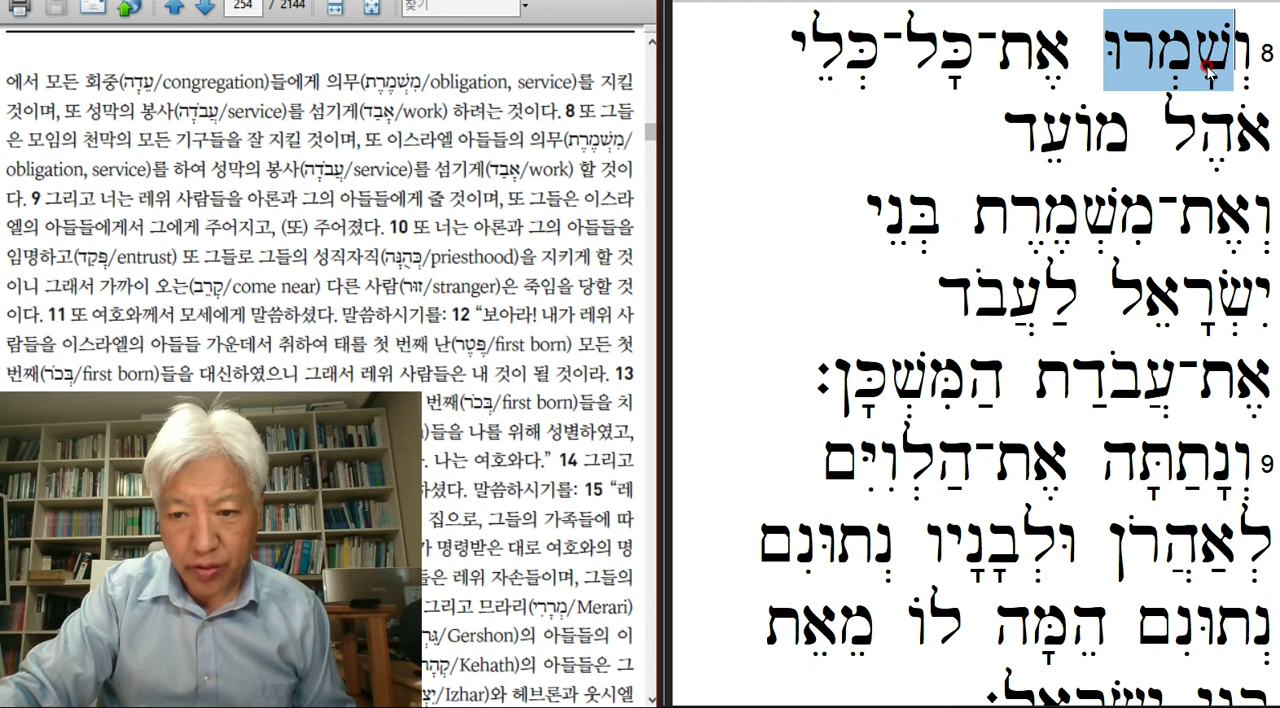 254 / 2144 찾기
에서 모든 회중(עֵדָה/congregation)들에게 의무(מִשְׁמֶרֶת/obligation, service)를 지킬
것이며, 또 성막의 봉사(עֲבֹדָה/service)를 섬기게(עָבַד/work) 하려는 것이다. 8 또 그들
은 모임의 천막의 모든 기구들을 잘 지킬 것이며, 또 이스라엘 아들들의 의무(מִשְׁמֶרֶת/
obligation, service)를 하여 성막의 봉사(עֲבֹדָה/service)를 섬기게(עָבַד/work) 할 것이
다. 9 그리고 너는 레위 사람들을 아론과 그의 아들들에게 줄 것이며, 또 그들은 이스라
엘의 아들들에게서 그에게 주어지고, (또) 주어졌다. 10 또 너는 아론과 그의 아들들을
임명하고(פָּקַד/entrust) 또 그들로 그들의 성직자직(כְּהֻנָּה/priesthood)을 지키게 할 것
이니 그래서 가까이 오는(קָרֵב/come near) 다른 사람(זוּר/stranger)은 죽임을 당할 것
이다. 11 또 여호와께서 모세에게 말씀하셨다. 말씀하시기를: 12 “보아라! 내가 레위 사
람들을 이스라엘의 아들들 가운데서 취하여 태를 첫 번째 난(פֶּטֶר/first born) 모든 첫
번째(בְּכֹר/first born)들을 대신하였으니 그래서 레위 사람들은 내 것이 될 것이라. 13
번째(בְּכֹר/first born)들을 치
)들을 나를 위해 성별하였고,
. 나는 여호와다.” 14 그리고
하셨다. 말씀하시기를: 15 “레
집으로, 그들의 가족들에 따
가 명령받은 대로 여호와의 명
들은 레위 자손들이며, 그들의
그리고 므라리(מְרָרִי/Merari)
/Gershon)의 아들들의 이
/Kehath)의 아들들은 그
/Izhar)와 헤브론과 웃시엘
8 וְשָׁמְרוּ אֶת־כָּל־כְּלֵי
אֹהֶל מוֹעֵד
וְאֶת־מִשְׁמֶרֶת בְּנֵי
יִשְׂרָאֵל לַעֲבֹד
אֶת־עֲבֹדַת הַמִּשְׁכָּן׃
9 וְנָתַתָּה אֶת־הַלְוִיִּם
לְאַהֲרֹן וּלְבָנָיו נְתוּנִם
נְתוּנִם הֵמָּה לוֹ מֵאֵת
בְּנֵי יִשְׂרָאֵל׃